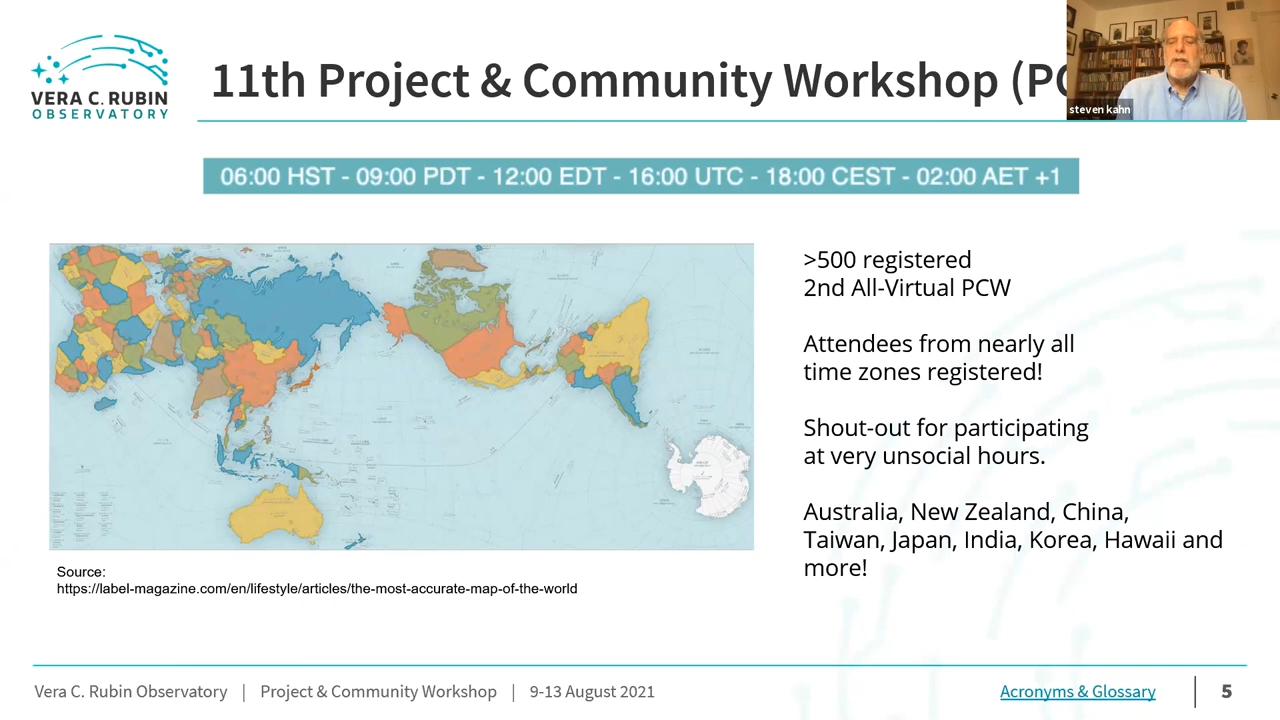 VERA C. RUBIN
OBSERVATORY
11th Project & Community Workshop
steven kahn
06:00 HST - 09:00 PDT - 12:00 EDT - 16:00 UTC - 18:00 CEST - 02:00 AET +1
>500 registered
2nd All-Virtual PCW
Attendees from nearly all
time zones registered!
Shout-out for participating
at very unsocial hours.
Australia, New Zealand, China,
Taiwan, Japan, India, Korea, Hawaii and
more!
Source:
https://label-magazine.com/en/lifestyle/articles/the-most-accurate-map-of-the-world
Vera C. Rubin Observatory | Project & Community Workshop | 9-13 August 2021
Acronyms & Glossary | 5